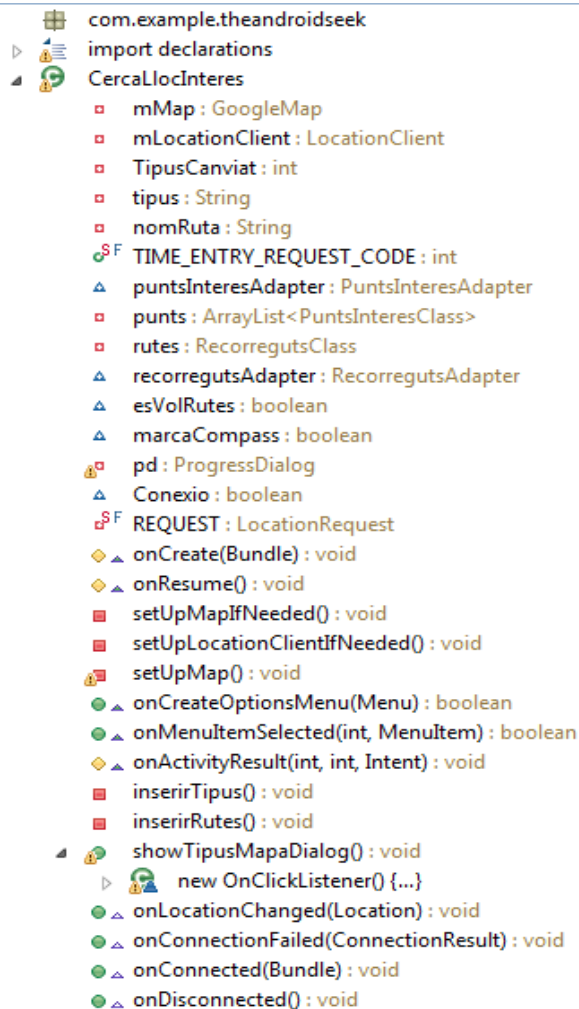 com.example.theandroidseek
import declarations
CercaLlocInteres
mMap : GoogleMap
mLocationClient : LocationClient
TipusCanviat : int
tipus : String
nomRuta : String
S F TIME_ENTRY_REQUEST_CODE : int
puntsInteresAdapter : PuntsInteresAdapter
punts : ArrayList<PuntsInteresClass>
rutes : RecorregutsClass
recorregutsAdapter : RecorregutsAdapter
esVolRutes : boolean
marcaCompass : boolean
pd : ProgressDialog
Conexio : boolean
S F REQUEST : LocationRequest
onCreate(Bundle) : void
onResume() : void
setUpMapIfNeeded() : void
setUpLocationClientIfNeeded() : void
setUpMap() : void
onCreateOptionsMenu(Menu) : boolean
onMenuItemSelected(int, MenuItem) : boolean
onActivityResult(int, int, Intent) : void
inserirTipus() : void
inserirRutes() : void
showTipusMapaDialog() : void
new OnClickListener() {...}
onLocationChanged(Location) : void
onConnectionFailed(ConnectionResult) : void
onConnected(Bundle) : void
onDisconnected() : void